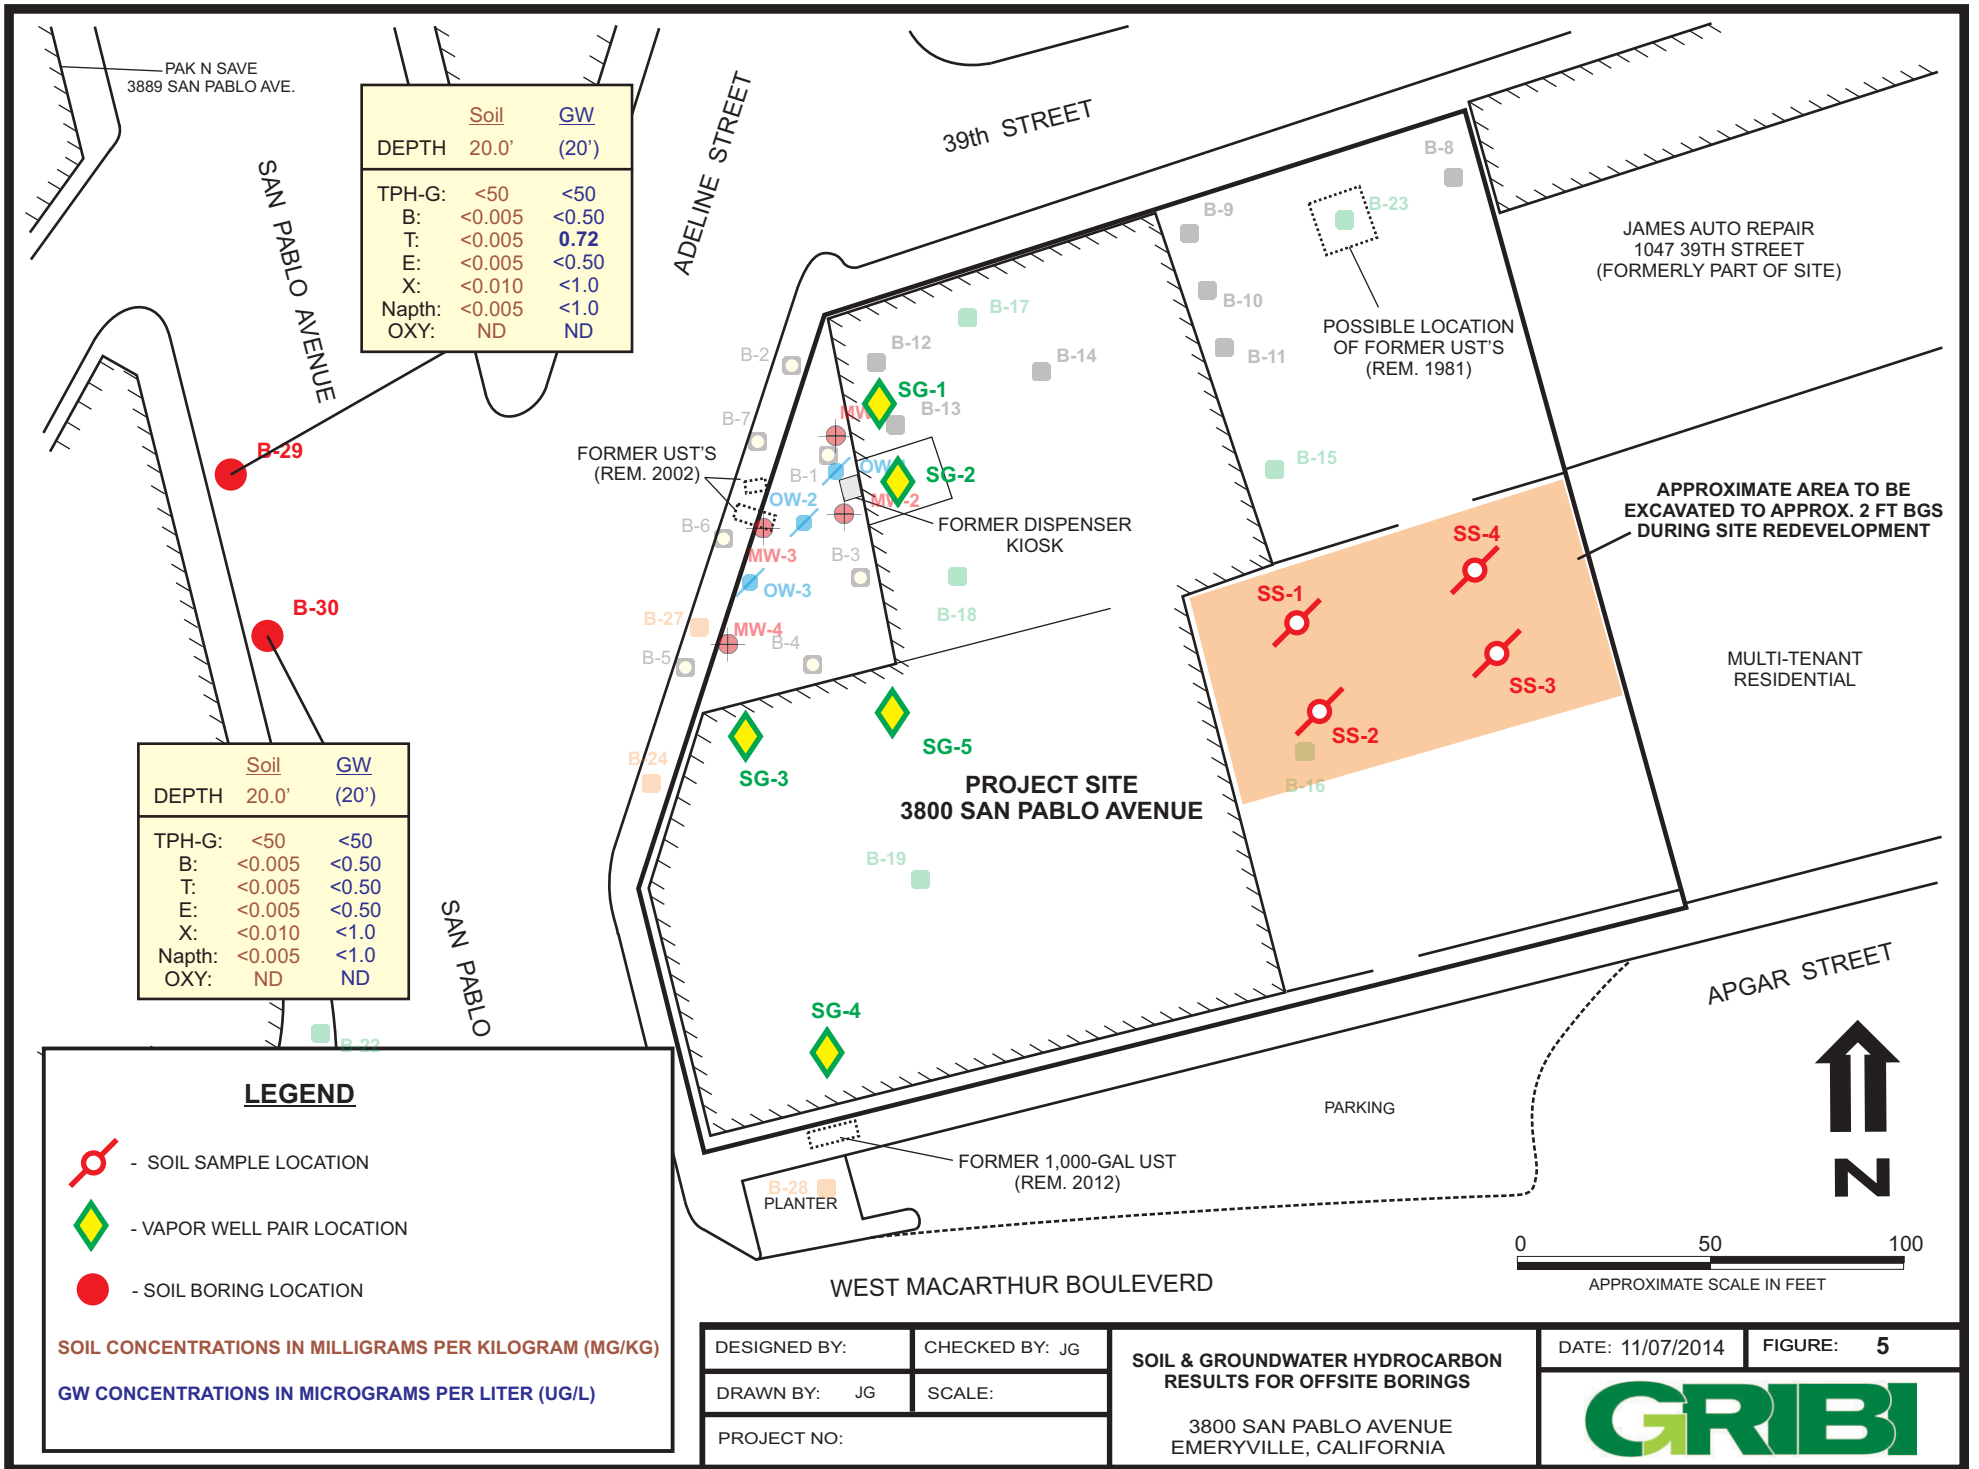 PAK N SAVE
3889 SAN PABLO AVE.
Soil GW
DEPTH 20.0' (20')
TPH-G: <50 <50
B: <0.005 <0.50
T: <0.005 0.72
E: <0.005 <0.50
X: <0.010 <1.0
Napth: <0.005 <1.0
OXY: ND ND
SAN PABLO AVENUE
ADELINE STREET
39th STREET
B-8
B-23
B-9
B-10
B-11
JAMES AUTO REPAIR
1047 39TH STREET
(FORMERLY PART OF SITE)
POSSIBLE LOCATION
OF FORMER UST'S
(REM. 1981)
B-17
B-12
B-14
B-2
SG-1
B-13
B-7
B-29
FORMER UST'S
(REM. 2002)
B-1
SG-2
B-15
OW-2
MW-2
B-6
FORMER DISPENSER
KIOSK
MW-3
B-3
OW-3
B-18
APPROXIMATE AREA TO BE
EXCAVATED TO APPROX. 2 FT BGS
DURING SITE REDEVELOPMENT
SS-4
SS-1
SS-3
SS-2
B-16
B-30
B-27
MW-4
B-4
B-5
MULTI-TENANT
RESIDENTIAL
B-24
SG-3
SG-5
PROJECT SITE
3800 SAN PABLO AVENUE
Soil GW
DEPTH 20.0' (20')
TPH-G: <50 <50
B: <0.005 <0.50
T: <0.005 <0.50
E: <0.005 <0.50
X: <0.010 <1.0
Napth: <0.005 <1.0
OXY: ND ND
B-19
SAN PABLO
SG-4
B-22
APGAR STREET
PARKING
FORMER 1,000-GAL UST
(REM. 2012)
B-28
PLANTER
WEST MACARTHUR BOULEVERD
N
0 50 100
APPROXIMATE SCALE IN FEET
LEGEND
- SOIL SAMPLE LOCATION
- VAPOR WELL PAIR LOCATION
- SOIL BORING LOCATION
SOIL CONCENTRATIONS IN MILLIGRAMS PER KILOGRAM (MG/KG)
GW CONCENTRATIONS IN MICROGRAMS PER LITER (UG/L)
DESIGNED BY:
CHECKED BY: JG
DRAWN BY: JG
SCALE:
PROJECT NO:
SOIL & GROUNDWATER HYDROCARBON
RESULTS FOR OFFSITE BORINGS
3800 SAN PABLO AVENUE
EMERYVILLE, CALIFORNIA
DATE: 11/07/2014
FIGURE: 5
GRIBI